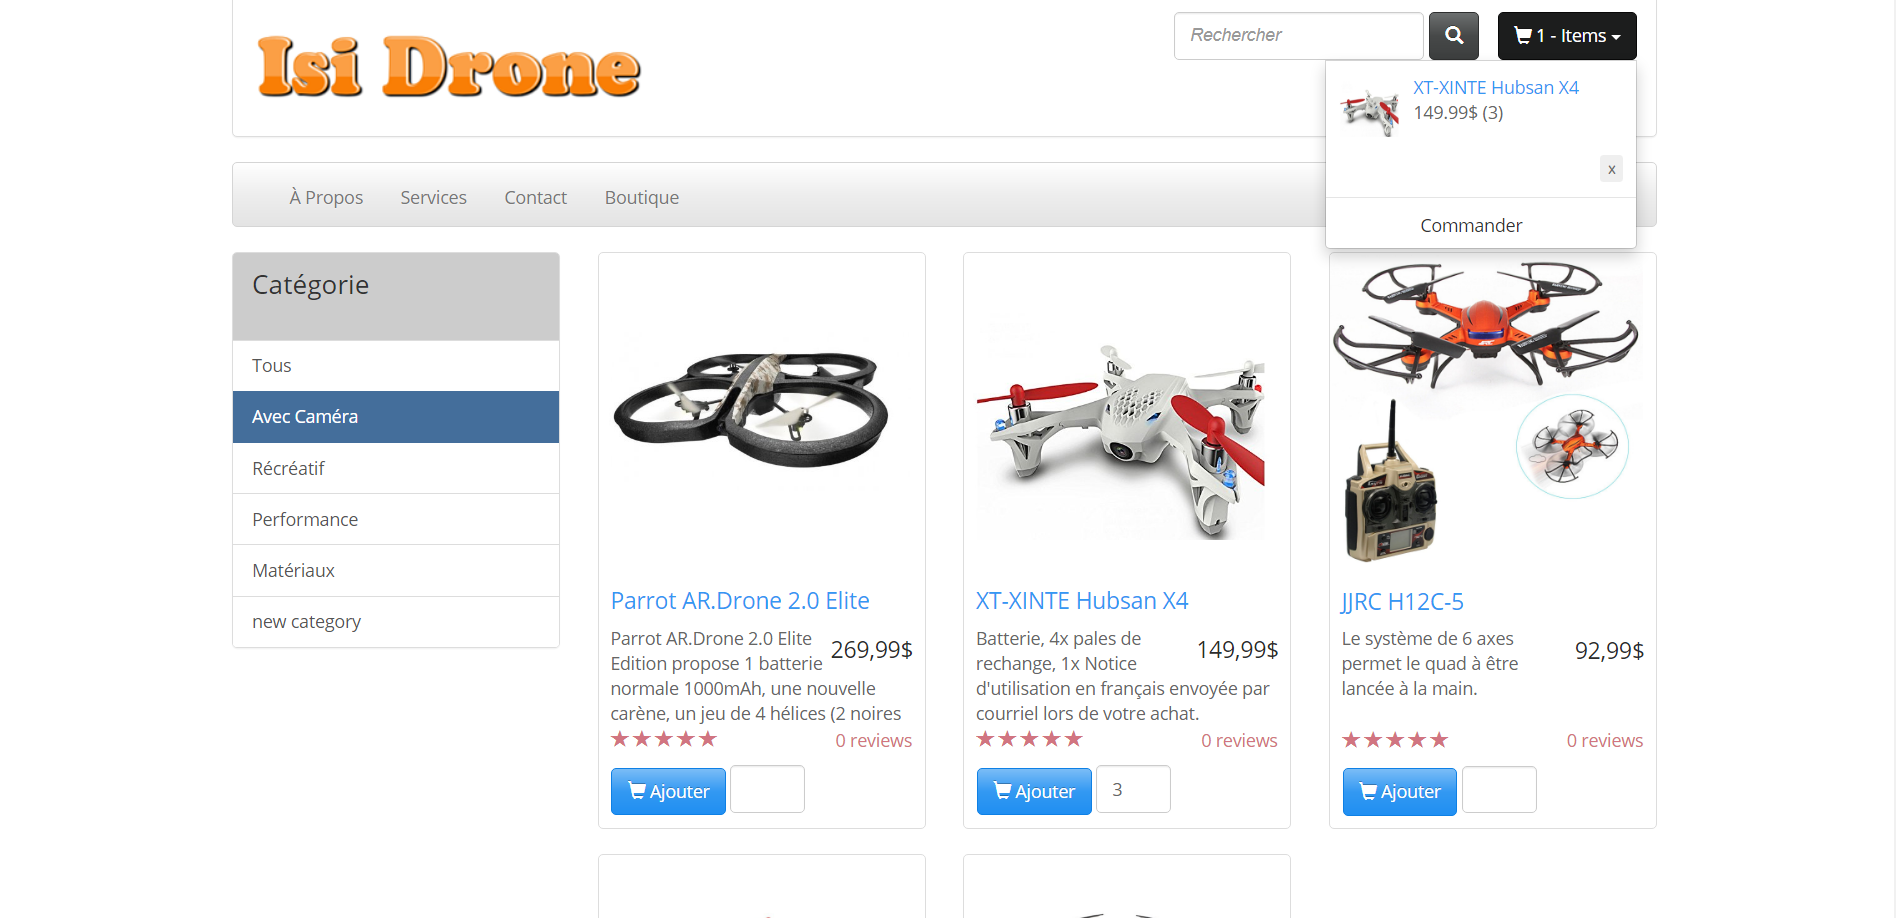 Isi Drone
Rechercher
1 - Items
XT-XINTE Hubsan X4
149.99$ (3)
x
Commander
À Propos
Services
Contact
Boutique
Catégorie
Tous
Avec Caméra
Récréatif
Performance
Matériaux
new category
Parrot AR.Drone 2.0 Elite
Parrot AR.Drone 2.0 Elite
Edition propose 1 batterie
normale 1000mAh, une nouvelle
carène, un jeu de 4 hélices (2 noires
269,99$
0 reviews
Ajouter
XT-XINTE Hubsan X4
Batterie, 4x pales de
rechange, 1x Notice
d'utilisation en français envoyée par
courriel lors de votre achat.
149,99$
0 reviews
Ajouter
3
JJRC H12C-5
Le système de 6 axes
permet le quad à être
lancée à la main.
92,99$
0 reviews
Ajouter